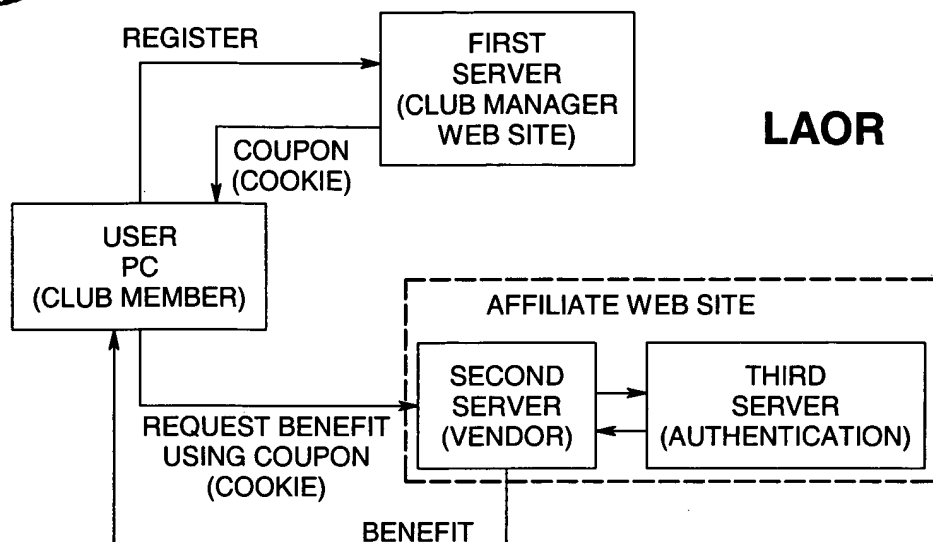 REGISTER
FIRST
SERVER
(CLUB MANAGER
WEB SITE)
LAOR
COUPON
(COOKIE)
USER
PC
(CLUB MEMBER)
AFFILIATE WEB SITE
SECOND
SERVER
(VENDOR)
THIRD
SERVER
(AUTHENTICATION)
REQUEST BENEFIT
USING COUPON
(COOKIE)
BENEFIT